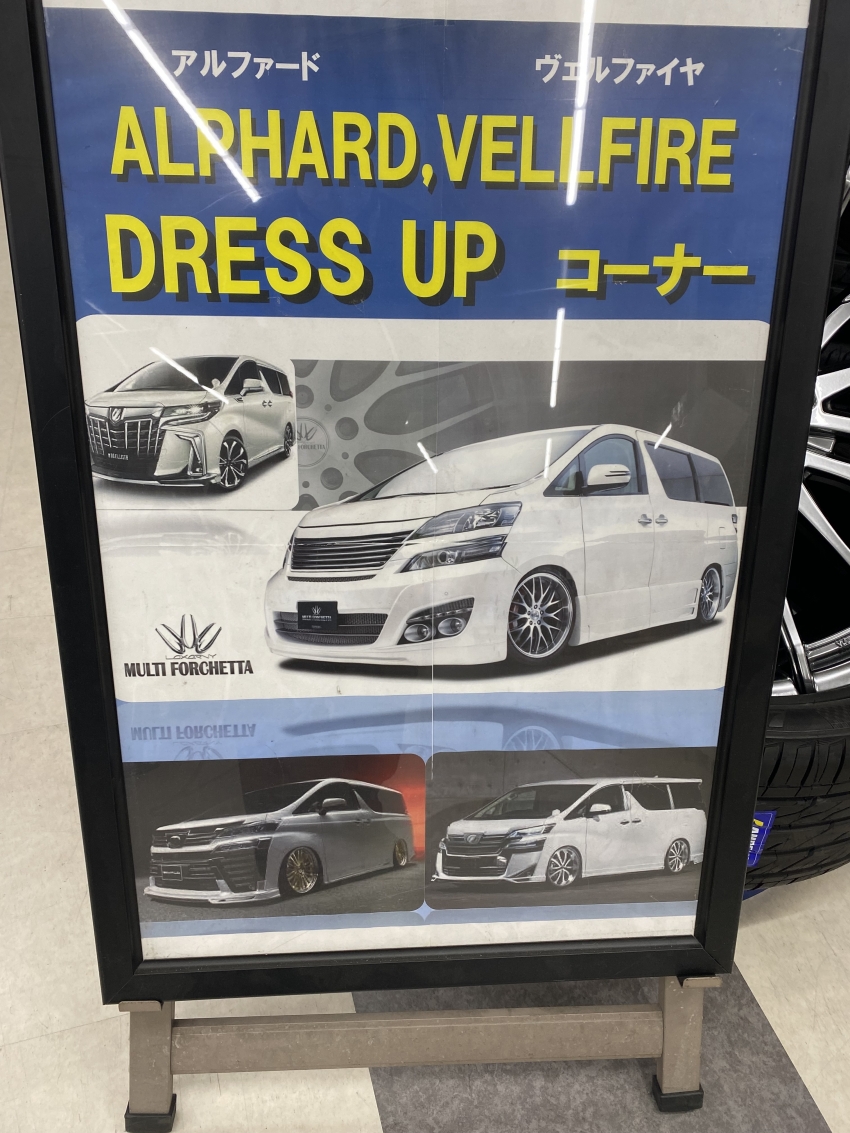 アルファード ヴェルファイヤ
ALPHARD,VELLFIRE
DRESS UP コーナー
MULTI FORCHETTA